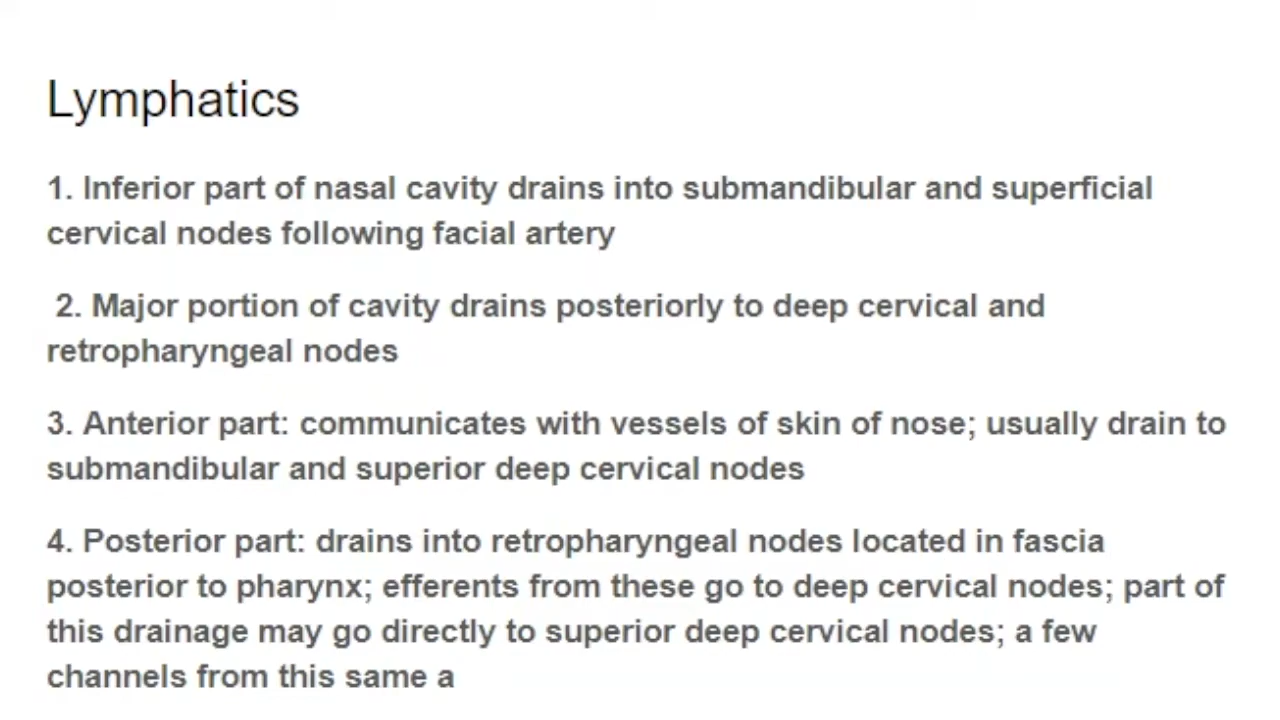 Lymphatics
1. Inferior part of nasal cavity drains into submandibular and superficial
cervical nodes following facial artery
2. Major portion of cavity drains posteriorly to deep cervical and
retropharyngeal nodes
3. Anterior part: communicates with vessels of skin of nose; usually drain to
submandibular and superior deep cervical nodes
4. Posterior part: drains into retropharyngeal nodes located in fascia
posterior to pharynx; efferents from these go to deep cervical nodes; part of
this drainage may go directly to superior deep cervical nodes; a few
channels from this same a